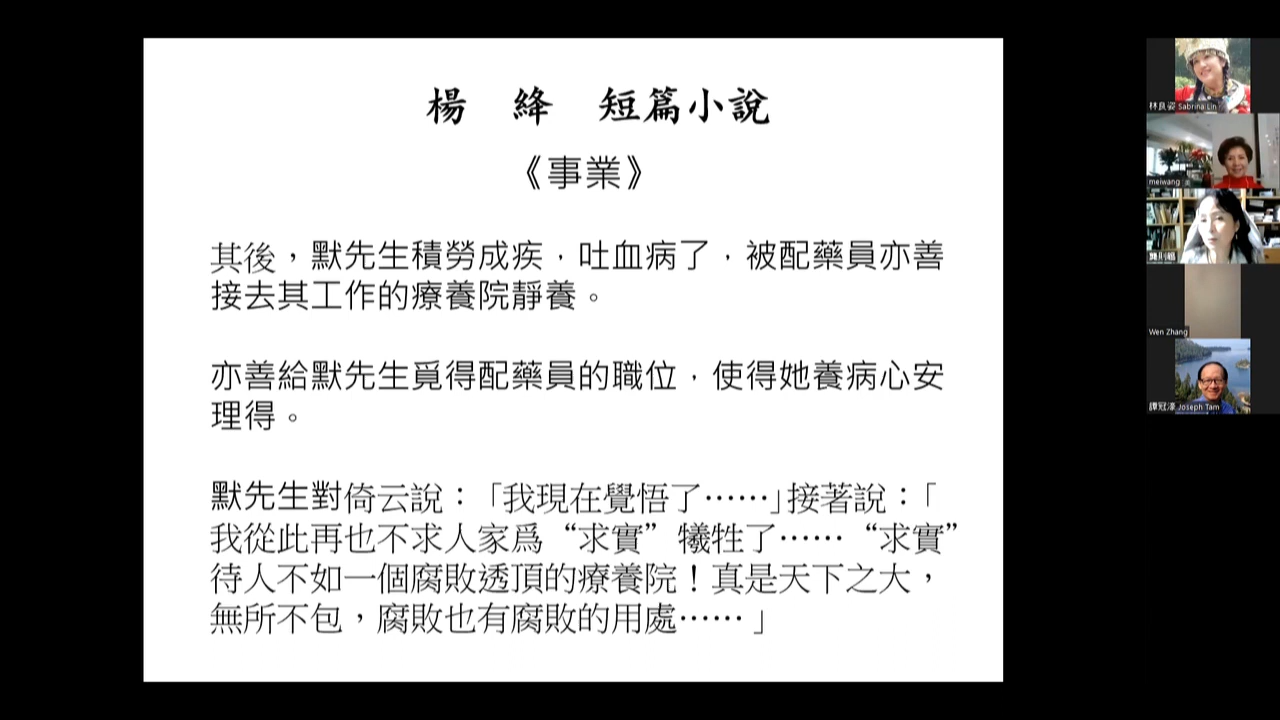 楊 絳 短篇小說
《事業》
其後，默先生積勞成疾，吐血病了，被配藥員亦善
接去其工作的療養院靜養。
亦善給默先生覓得配藥員的職位，使得她養病心安
理得。
默先生對倚云說：「我現在覺悟了⋯⋯」接著說：「
我從此再也不求人家爲“求實”犧牲了⋯⋯“求實”
待人不如一個腐敗透頂的療養院！真是天下之大，
無所不包，腐敗也有腐敗的用處⋯⋯」
林良姿 Sabrina Lin
meiwang
Wen Zhang
譚冠濠 Joseph Tam